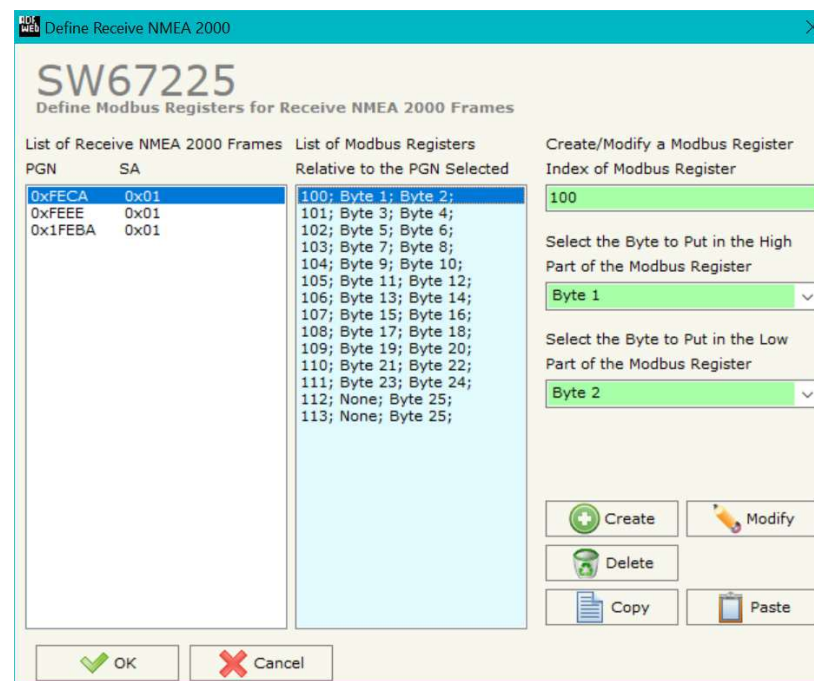 ADF WEB Define Receive NMEA 2000
SW67225
Define Modbus Registers for Receive NMEA 2000 Frames
List of Receive NMEA 2000 Frames
PGN SA
0xFECA 0x01
0xFEEE 0x01
0x1FEBA 0x01
List of Modbus Registers
Relative to the PGN Selected
100; Byte 1; Byte 2;
101; Byte 3; Byte 4;
102; Byte 5; Byte 6;
103; Byte 7; Byte 8;
104; Byte 9; Byte 10;
105; Byte 11; Byte 12;
106; Byte 13; Byte 14;
107; Byte 15; Byte 16;
108; Byte 17; Byte 18;
109; Byte 19; Byte 20;
110; Byte 21; Byte 22;
111; Byte 23; Byte 24;
112; None; Byte 25;
113; None; Byte 25;
Create/Modify a Modbus Register
Index of Modbus Register
100
Select the Byte to Put in the High
Part of the Modbus Register
Byte 1
Select the Byte to Put in the Low
Part of the Modbus Register
Byte 2
Create
Modify
Delete
Copy
Paste
OK
Cancel